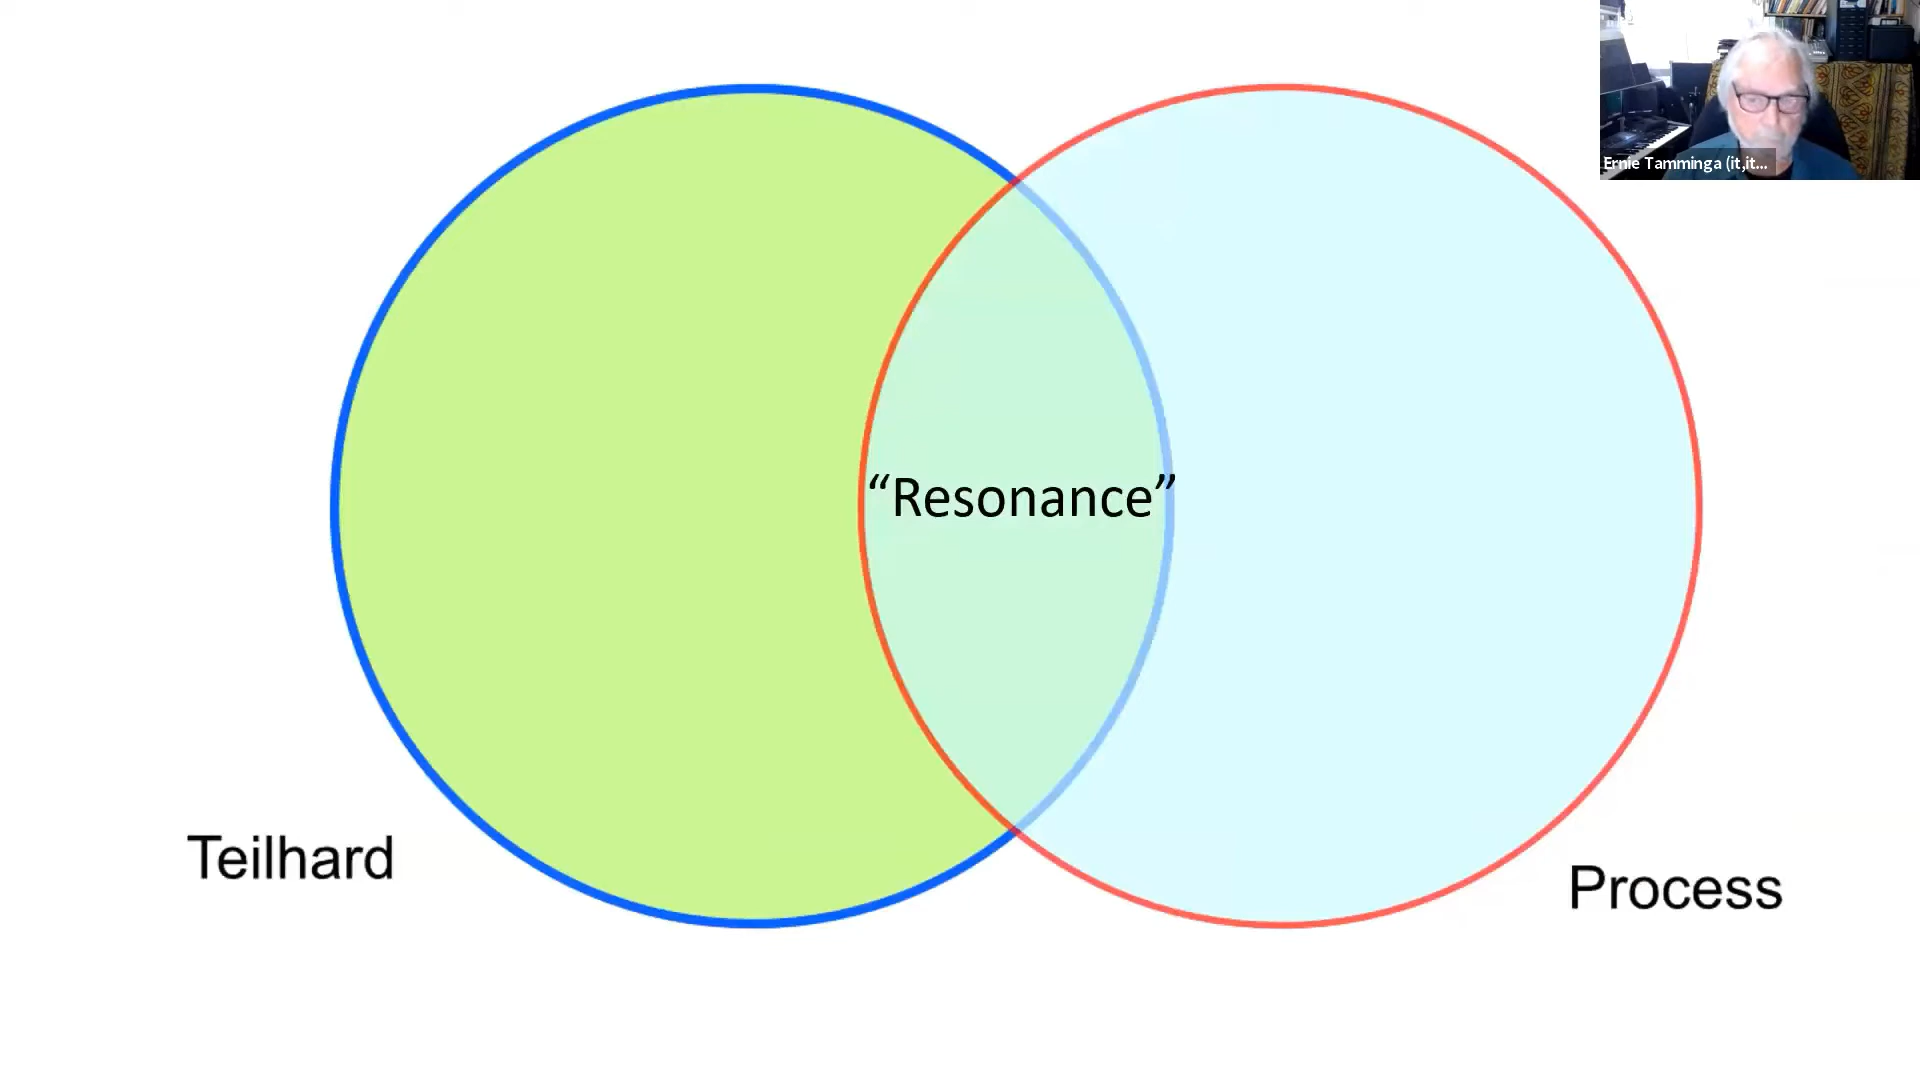 Ernie Tamminga (it,it...
“Resonance”
Teilhard
Process